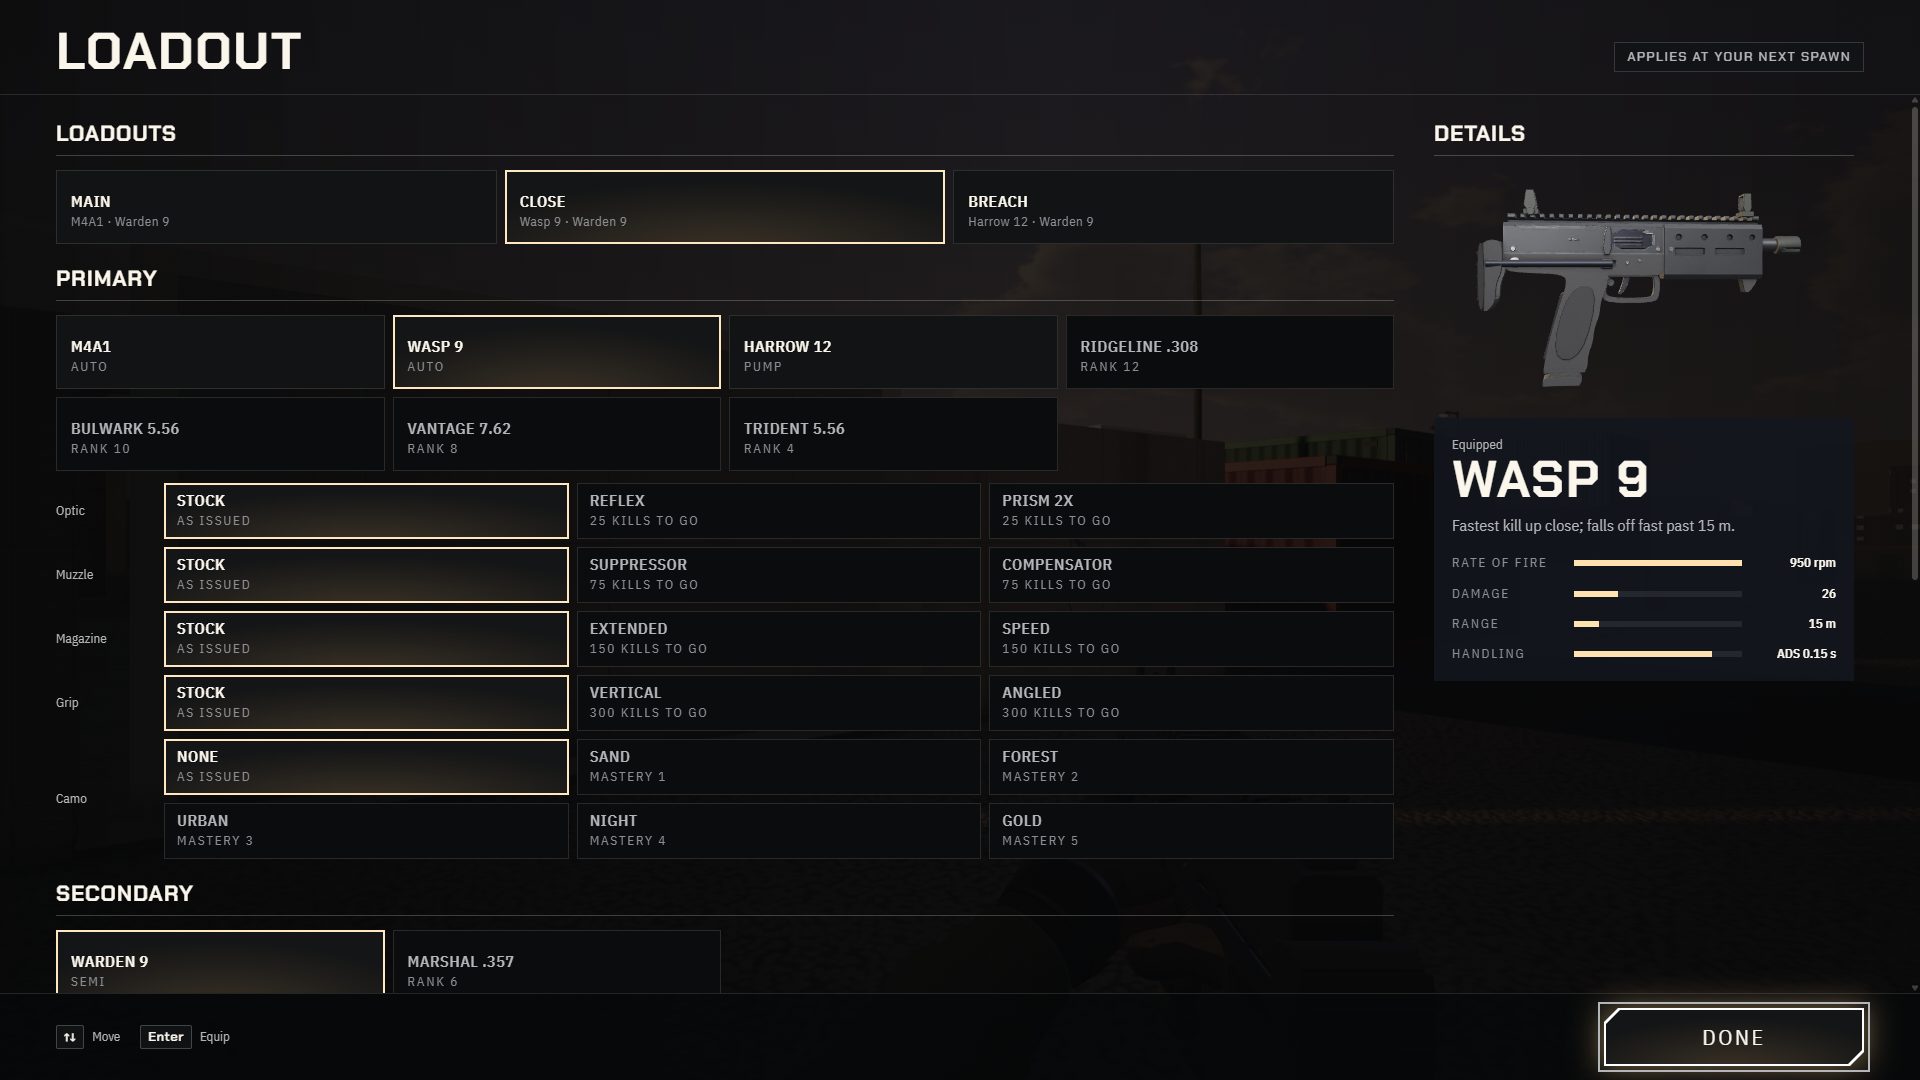 LOADOUT
APPLIES AT YOUR NEXT SPAWN
LOADOUTS
MAIN
M4A1 · Warden 9
CLOSE
Wasp 9 · Warden 9
BREACH
Harrow 12 · Warden 9
PRIMARY
M4A1
AUTO
WASP 9
AUTO
HARROW 12
PUMP
RIDGELINE .308
RANK 12
BULWARK 5.56
RANK 10
VANTAGE 7.62
RANK 8
TRIDENT 5.56
RANK 4
Optic
STOCK
AS ISSUED
REFLEX
25 KILLS TO GO
PRISM 2X
25 KILLS TO GO
Muzzle
STOCK
AS ISSUED
SUPPRESSOR
75 KILLS TO GO
COMPENSATOR
75 KILLS TO GO
Magazine
STOCK
AS ISSUED
EXTENDED
150 KILLS TO GO
SPEED
150 KILLS TO GO
Grip
STOCK
AS ISSUED
VERTICAL
300 KILLS TO GO
ANGLED
300 KILLS TO GO
Camo
NONE
AS ISSUED
SAND
MASTERY 1
FOREST
MASTERY 2
URBAN
MASTERY 3
NIGHT
MASTERY 4
GOLD
MASTERY 5
SECONDARY
WARDEN 9
SEMI
MARSHAL .357
RANK 6
DETAILS
Equipped
WASP 9
Fastest kill up close; falls off fast past 15 m.
RATE OF FIRE 950 rpm
DAMAGE 26
RANGE 15 m
HANDLING ADS 0.15 s
↑↓ Move Enter Equip
DONE